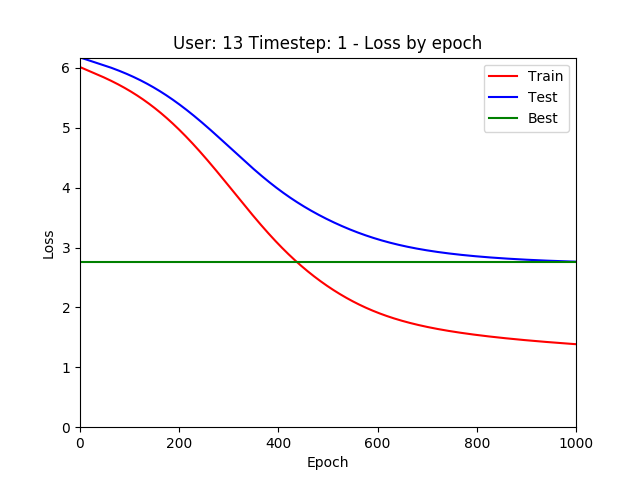 User: 13 Timestep: 1 - Loss by epoch
Train
Test
Best
6
5
4
3
2
1
0
Loss
0 200 400 600 800 1000
Epoch